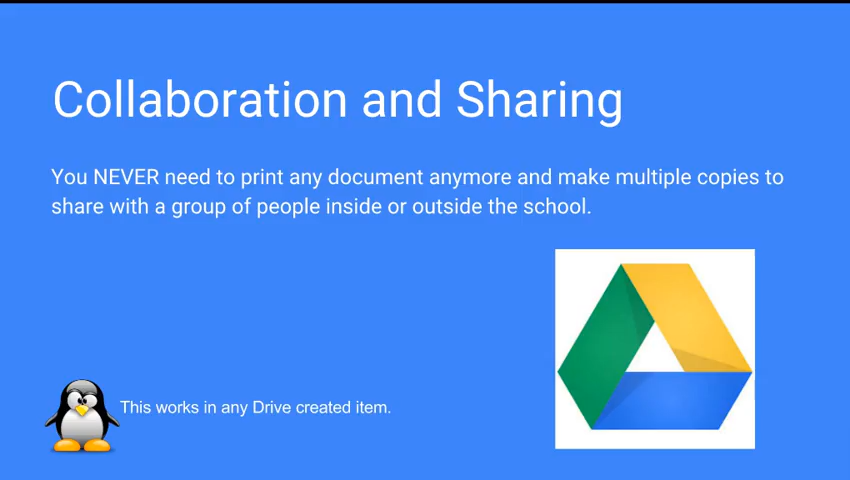 Collaboration and Sharing
You NEVER need to print any document anymore and make multiple copies to
share with a group of people inside or outside the school.
This works in any Drive created item.